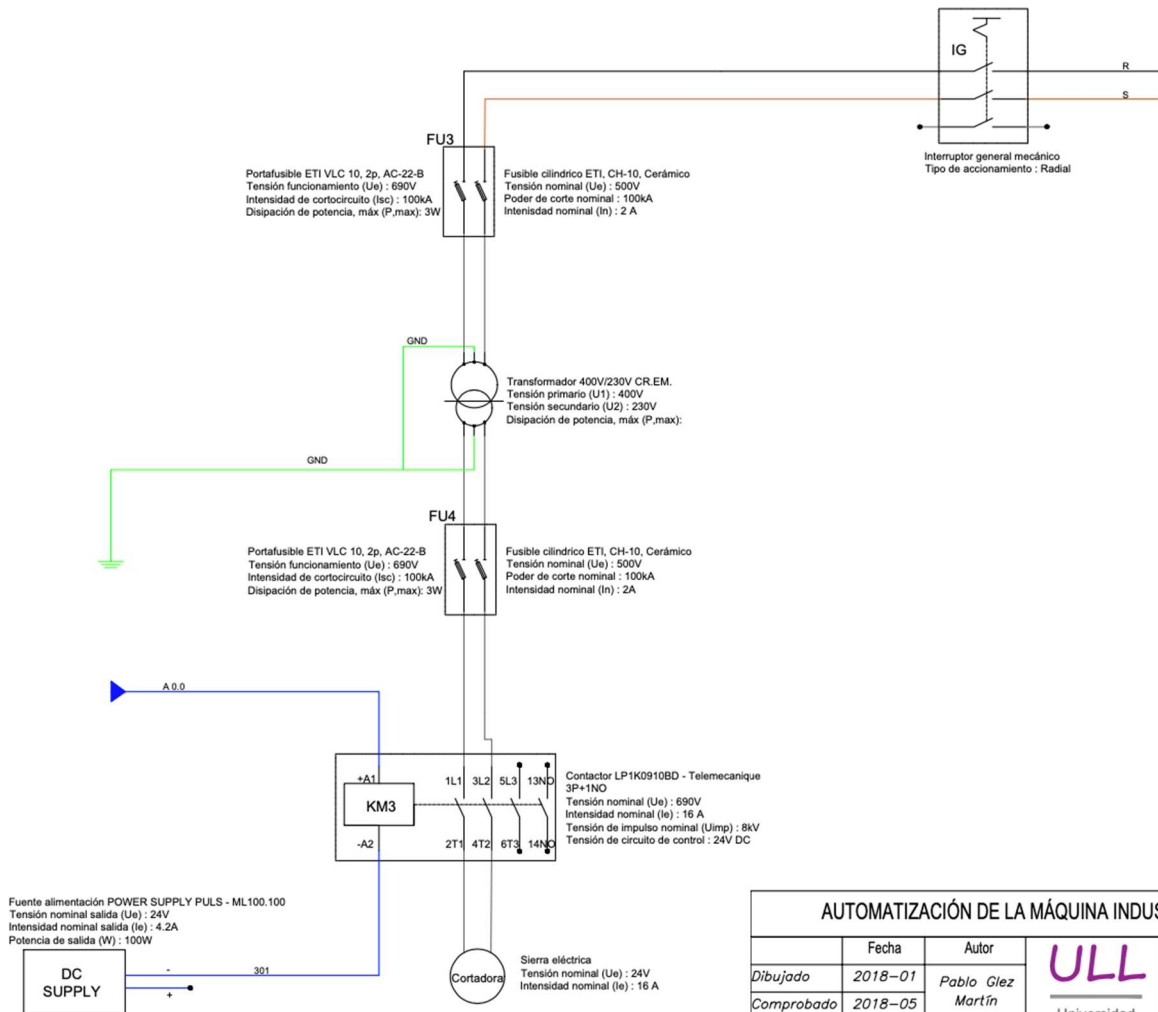 IG
R
S
Interruptor general mecánico
Tipo de accionamiento : Radial
FU3
Portafusible ETI VLC 10, 2p, AC-22-B
Tensión funcionamiento (Ue) : 690V
Intensidad de cortocircuito (Isc) : 100kA
Disipación de potencia, máx (P,max): 3W
Fusible cilíndrico ETI, CH-10, Cerámico
Tensión nominal (Ue) : 500V
Poder de corte nominal : 100kA
Intenisdad nominal (In) : 2 A
GND
Transformador 400V/230V CR.EM.
Tensión primario (U1) : 400V
Tensión secundario (U2) : 230V
Disipación de potencia, máx (P,max):
GND
FU4
Portafusible ETI VLC 10, 2p, AC-22-B
Tensión funcionamiento (Ue) : 690V
Intensidad de cortocircuito (Isc) : 100kA
Disipación de potencia, máx (P,max): 3W
Fusible cilíndrico ETI, CH-10, Cerámico
Tensión nominal (Ue) : 500V
Poder de corte nominal : 100kA
Intensidad nominal (In) : 2A
A 0.0
+A1
1L1 3L2 5L3 13NO
KM3
-A2
2T1 4T2 6T3 14NO
Contactor LP1K0910BD - Telemecanique
3P+1NO
Tensión nominal (Ue) : 690V
Intensidad nominal (Ie) : 16 A
Tensión de impulso nominal (Uimp) : 8kV
Tensión de circuito de control : 24V DC
Fuente alimentación POWER SUPPLY PULS - ML100.100
Tensión nominal salida (Ue) : 24V
Intensidad nominal salida (Ie) : 4.2A
Potencia de salida (W) : 100W
DC
SUPPLY
-
301
+
Cortadora
Sierra eléctrica
Tensión nominal (Ue) : 24V
Intensidad nominal (Ie) : 16 A
AUTOMATIZACIÓN DE LA MÁQUINA INDUS
Fecha Autor
Dibujado 2018-01 Pablo Glez
Martín
Comprobado 2018-05
ULL